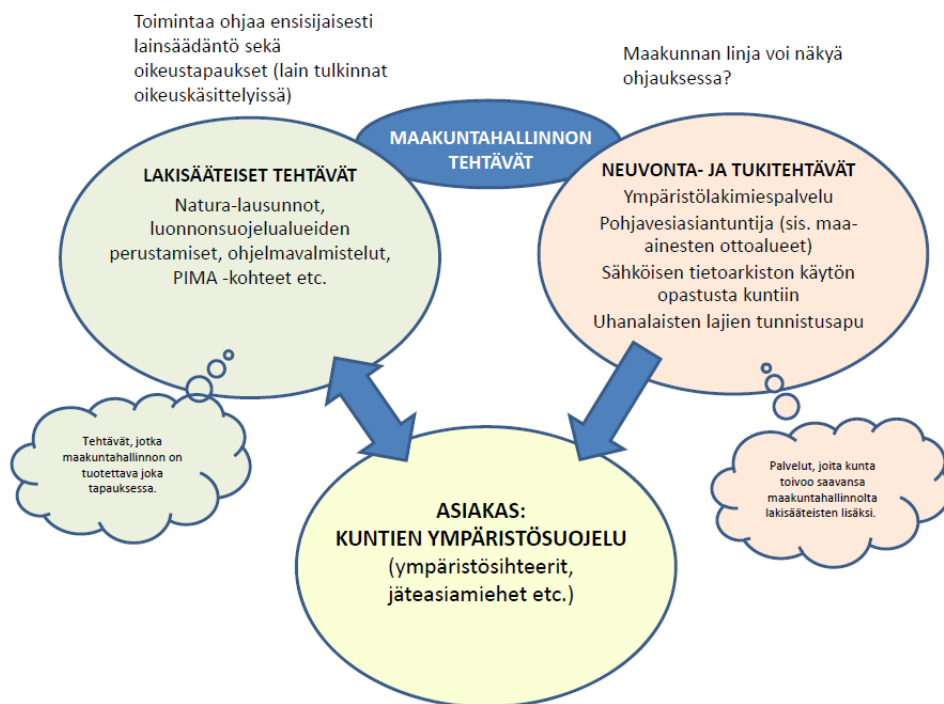 Toimintaa ohjaa ensisijaisesti
lainsäädäntö sekä
oikeustapaukset (lain tulkinnat
oikeuskäsittelyissä)
Maakunnan linja voi näkyä
ohjauksessa?
MAAKUNTAHALLINNON
TEHTÄVÄT
LAKISÄÄTEISET TEHTÄVÄT
Natura-lausunnot,
luonnonsuojelualueiden
perustamiset, ohjelmavalmistelut,
PIMA -kohteet etc.
NEUVONTA- JA TUKITEHTÄVÄT
Ympäristölakimiespalvelu
Pohjavesiasiantuntija (sis. maa-
ainesten ottoalueet)
Sähköisen tietoarkiston käytön
opastusta kuntiin
Uhanalaisten lajien tunnistusapu
Tehtävät, jotka
maakuntahallinnon on
tuotettava joka
tapauksessa.
Palvelut, joita kunta
toivoo saavansa
maakuntahallinnolta
lakisääteisten lisäksi.
ASIAKAS:
KUNTIEN YMPÄRISTÖSUOJELU
(ympäristösihteerit,
jäteasiamiehet etc.)